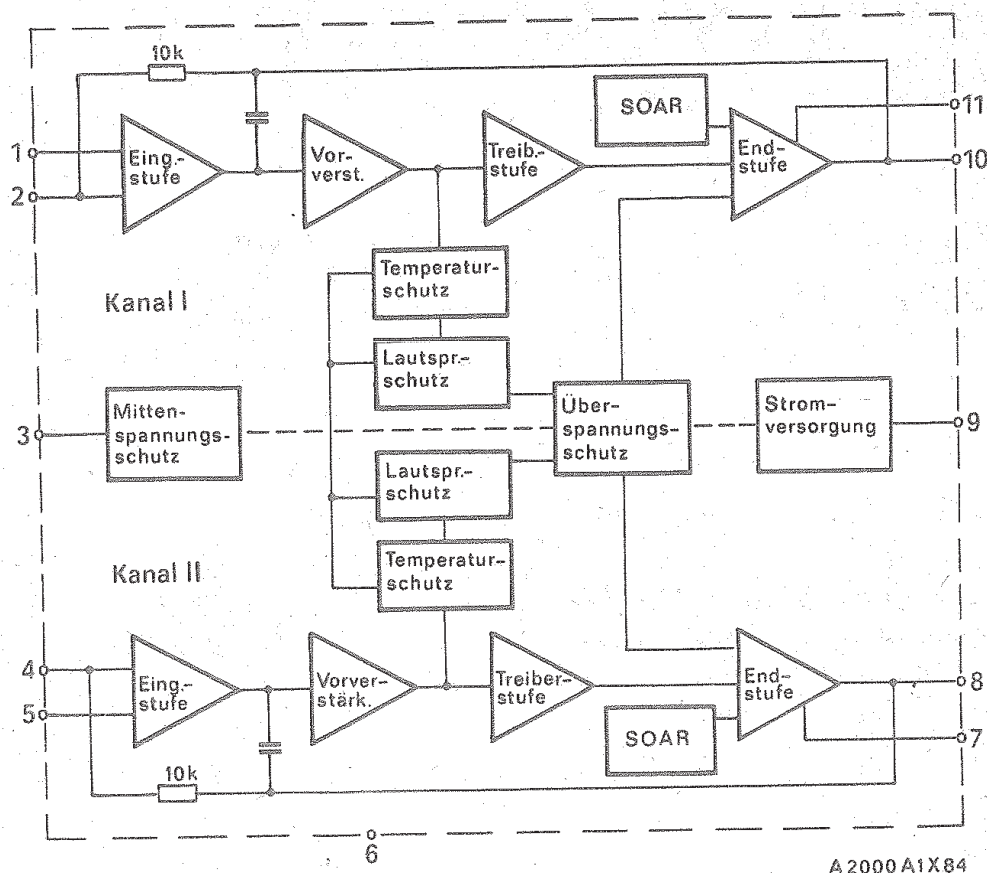 10k
SOAR
11
1
Eing.-
stufe
Vor-
verst.
Treib.-
stufe
End-
stufe
10
2
Temperatur-
schutz
Kanal I
Lautspr.-
schutz
Mitten-
spannungs-
schutz
3
Über-
spannungs-
schutz
Strom-
versorgung
9
Lautspr.-
schutz
Kanal II
Temperatur-
schutz
4
Eing.-
stufe
Vorver-
stärk.
Treiber-
stufe
End-
stufe
8
5
SOAR
7
10k
6
A2000A1X84